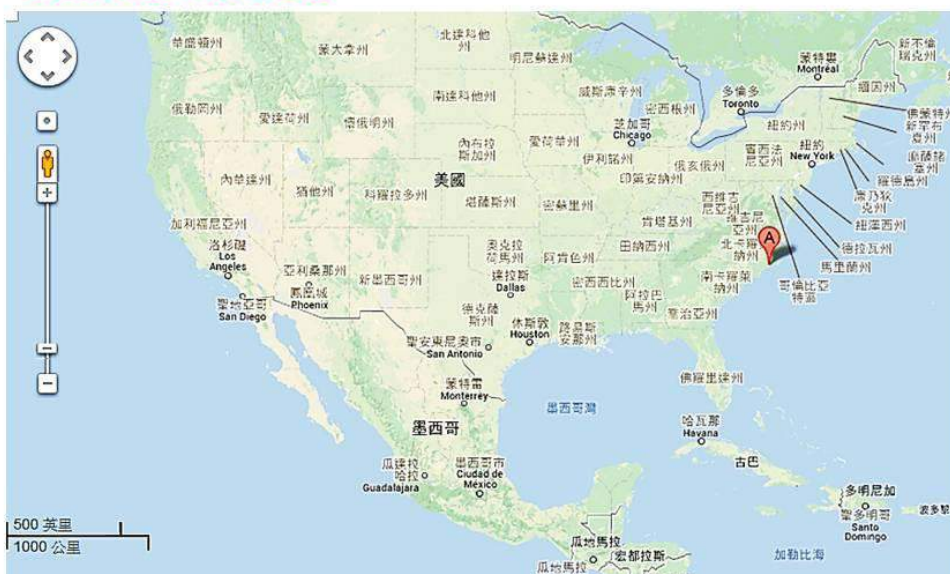 華盛頓州
蒙大拿州
北達科他
州
明尼蘇達州
蒙特婁
Montréal
新不倫
瑞克州
緬因州
俄勒岡州
愛達荷州
懷俄明州
南達科他州
威斯康辛州
密西根州
多倫多
Toronto
佛蒙特州
新罕布
夏州
芝加哥
Chicago
紐約州
內布拉
斯加州
愛荷華州
伊利諾州
俄亥俄州
賓西法
尼亞州
紐約
New York
塞州
羅德島州
康乃狄
克州
內華達州
猶他州
科羅拉多州
美國
堪薩斯州
密蘇里州
印第安納州
西維吉
尼亞州
紐澤西州
加利福尼亞州
肯塔基州
維吉尼
亞州
德拉瓦州
馬里蘭州
洛杉磯
Los
Angeles
亞利桑那州
新墨西哥州
奧克拉
荷馬州
阿肯色州
田納西州
北卡羅
納州
A
哥倫比亞
特區
聖地亞哥
San Diego
鳳凰城
Phoenix
達拉斯
Dallas
密西西比州
阿拉巴
馬州
南卡羅萊
納州
喬治亞州
德克薩
斯州
休斯敦
Houston
路易斯
安那州
聖安東尼奧市
San Antonio
佛羅里達州
蒙特雷
Monterrey
墨西哥灣
墨西哥
哈瓦那
Havana
古巴
瓜達拉
哈拉
Guadalajara
墨西哥市
Ciudad de
México
多明尼加
聖多明哥
Santo
Domingo
波多黎
500 英里
1000 公里
瓜地馬拉
瓜地馬拉
宏都拉斯
加勒比海